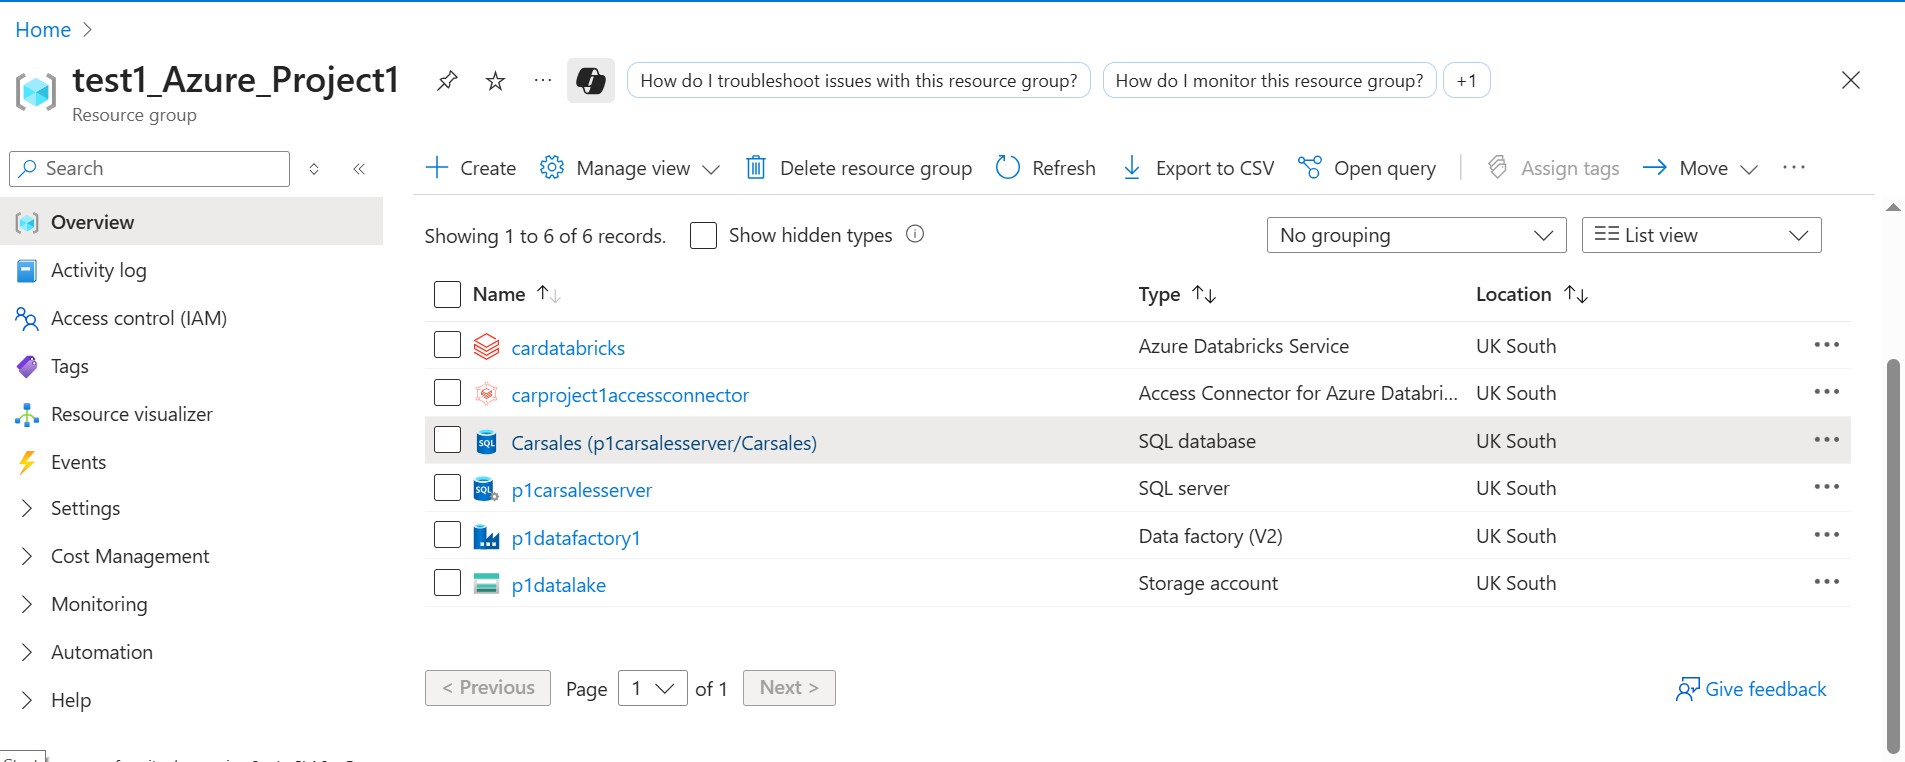 Home
test1_Azure_Project1
How do I troubleshoot issues with this resource group?
How do I monitor this resource group?
+1
Resource group
Search
Create
Manage view
Delete resource group
Refresh
Export to CSV
Open query
Assign tags
Move
Overview
Activity log
Access control (IAM)
Tags
Resource visualizer
Events
Settings
Cost Management
Monitoring
Automation
Help
Showing 1 to 6 of 6 records.
Show hidden types
No grouping
List view
Name Type Location
cardatabricks Azure Databricks Service UK South
carproject1accessconnector Access Connector for Azure Databri... UK South
Carsales (p1carsalesserver/Carsales) SQL database UK South
p1carsalesserver SQL server UK South
p1datafactory1 Data factory (V2) UK South
p1datalake Storage account UK South
< Previous Page 1 of 1 Next >
Give feedback